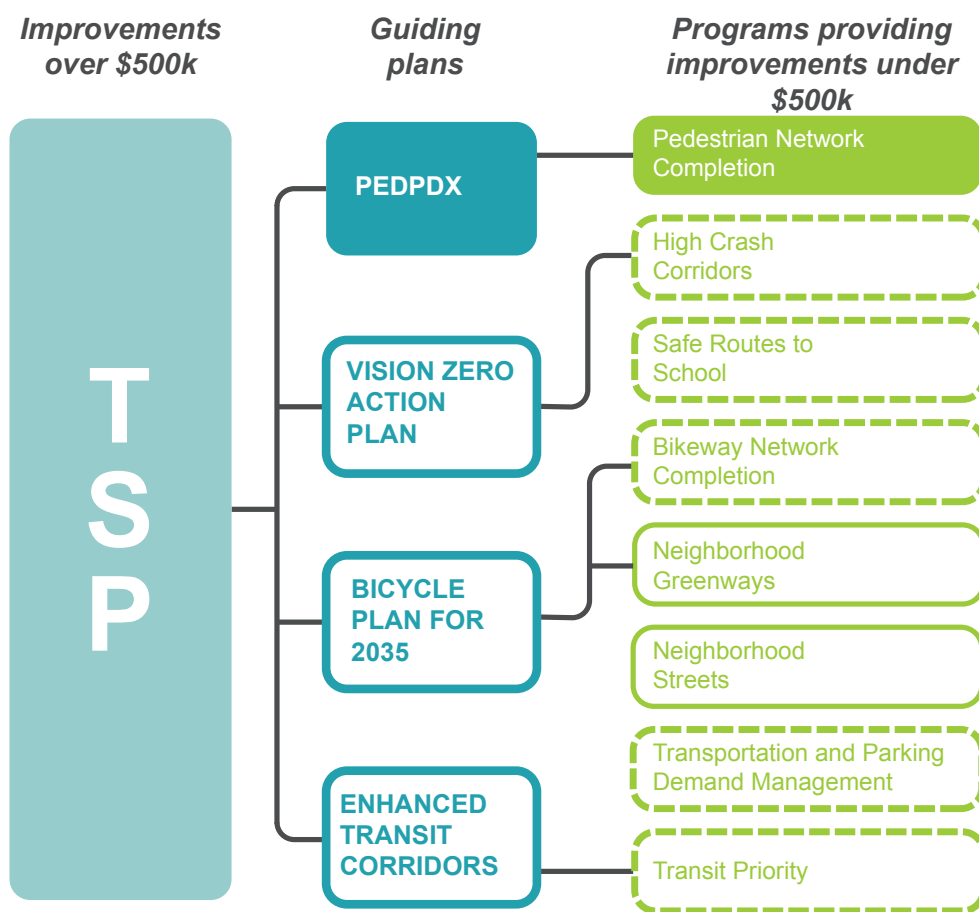 Improvements
over $500k
Guiding
plans
Programs providing
improvements under
$500k
T
S
P
PEDPDX
VISION ZERO
ACTION
PLAN
BICYCLE
PLAN FOR
2035
ENHANCED
TRANSIT
CORRIDORS
Pedestrian Network
Completion
High Crash
Corridors
Safe Routes to
School
Bikeway Network
Completion
Neighborhood
Greenways
Neighborhood
Streets
Transportation and Parking
Demand Management
Transit Priority